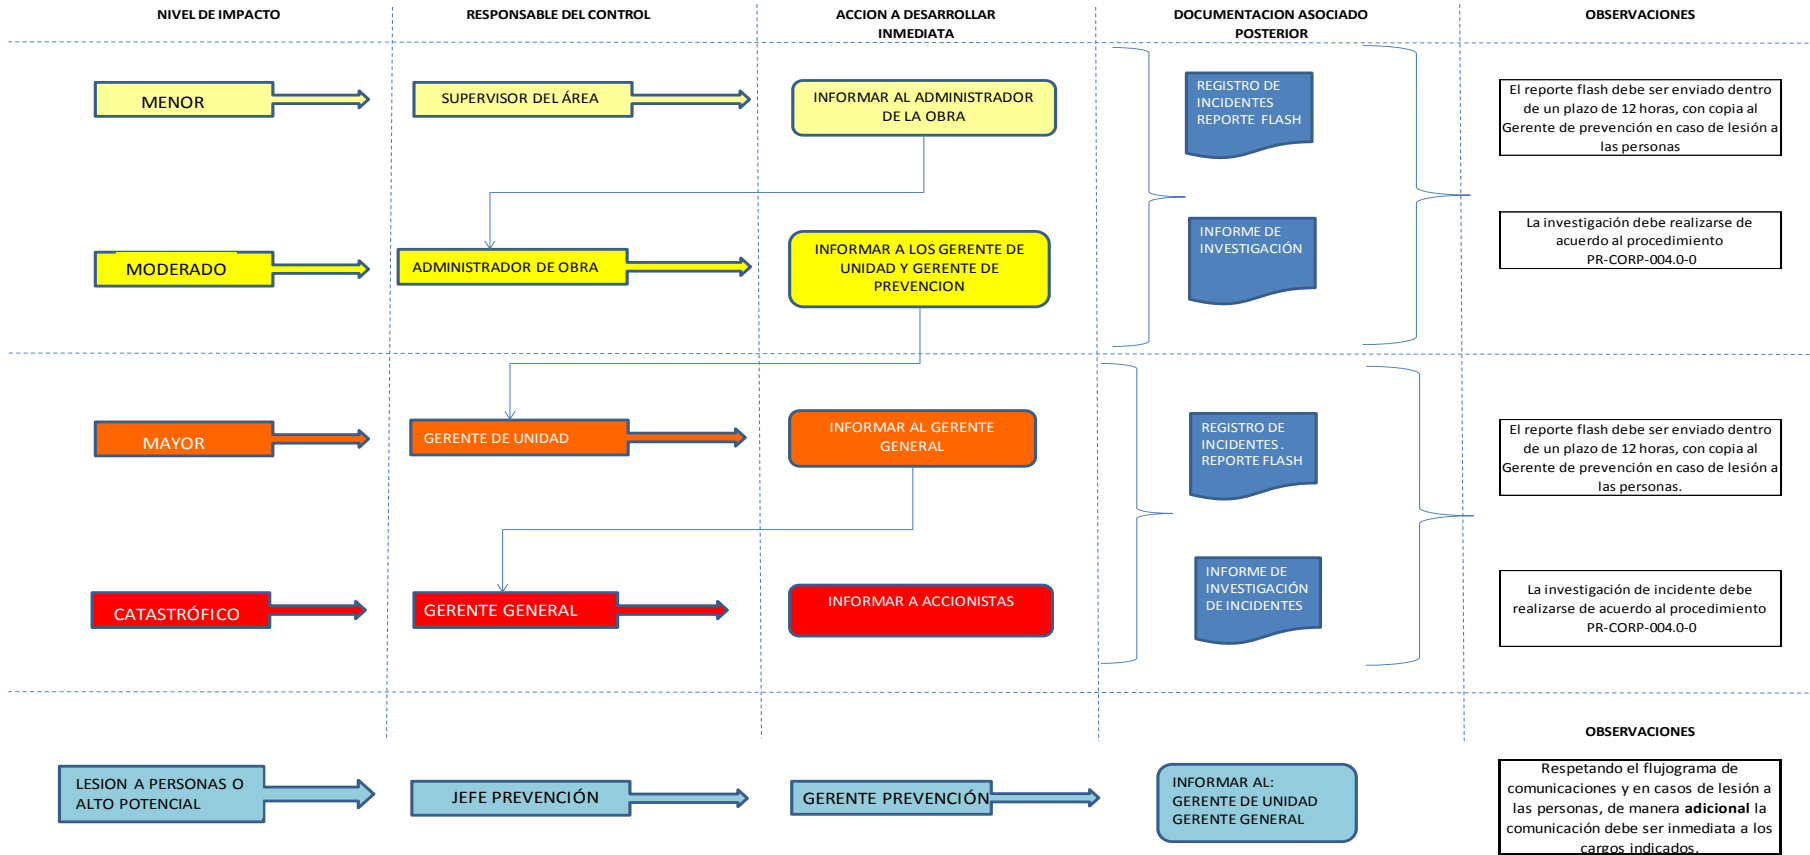 NIVEL DE IMPACTO
RESPONSABLE DEL CONTROL
ACCION A DESARROLLAR
INMEDIATA
DOCUMENTACION ASOCIADO
POSTERIOR
OBSERVACIONES
MENOR
SUPERVISOR DEL ÁREA
INFORMAR AL ADMINISTRADOR
DE LA OBRA
REGISTRO DE
INCIDENTES
REPORTE FLASH
El reporte flash debe ser enviado dentro
de un plazo de 12 horas, con copia al
Gerente de prevención en caso de lesión a
las personas
MODERADO
ADMINISTRADOR DE OBRA
INFORMAR A LOS GERENTE DE
UNIDAD Y GERENTE DE
PREVENCION
INFORME DE
INVESTIGACIÓN
La investigación debe realizarse de
acuerdo al procedimiento
PR-CORP-004.0-0
MAYOR
GERENTE DE UNIDAD
INFORMAR AL GERENTE
GENERAL
REGISTRO DE
INCIDENTES .
REPORTE FLASH
El reporte flash debe ser enviado dentro
de un plazo de 12 horas, con copia al
Gerente de prevención en caso de lesión a
las personas.
CATASTRÓFICO
GERENTE GENERAL
INFORMAR A ACCIONISTAS
INFORME DE
INVESTIGACIÓN
DE INCIDENTES
La investigación de incidente debe
realizarse de acuerdo al procedimiento
PR-CORP-004.0-0
OBSERVACIONES
LESION A PERSONAS O
ALTO POTENCIAL
JEFE PREVENCIÓN
GERENTE PREVENCIÓN
INFORMAR AL:
GERENTE DE UNIDAD
GERENTE GENERAL
Respetando el flujograma de
comunicaciones y en casos de lesión a
las personas, de manera adicional la
comunicación debe ser inmediata a los
cargos indicados.